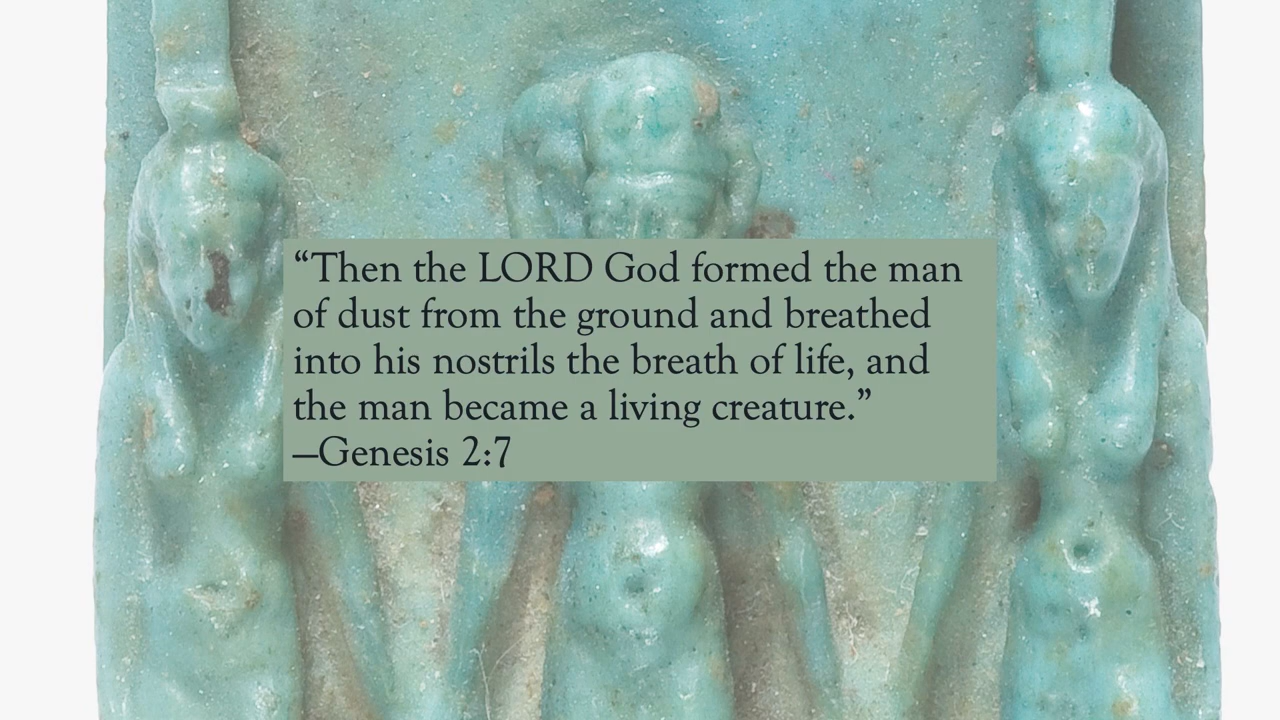 “Then the LORD God formed the man
of dust from the ground and breathed
into his nostrils the breath of life, and
the man became a living creature.”
—Genesis 2:7